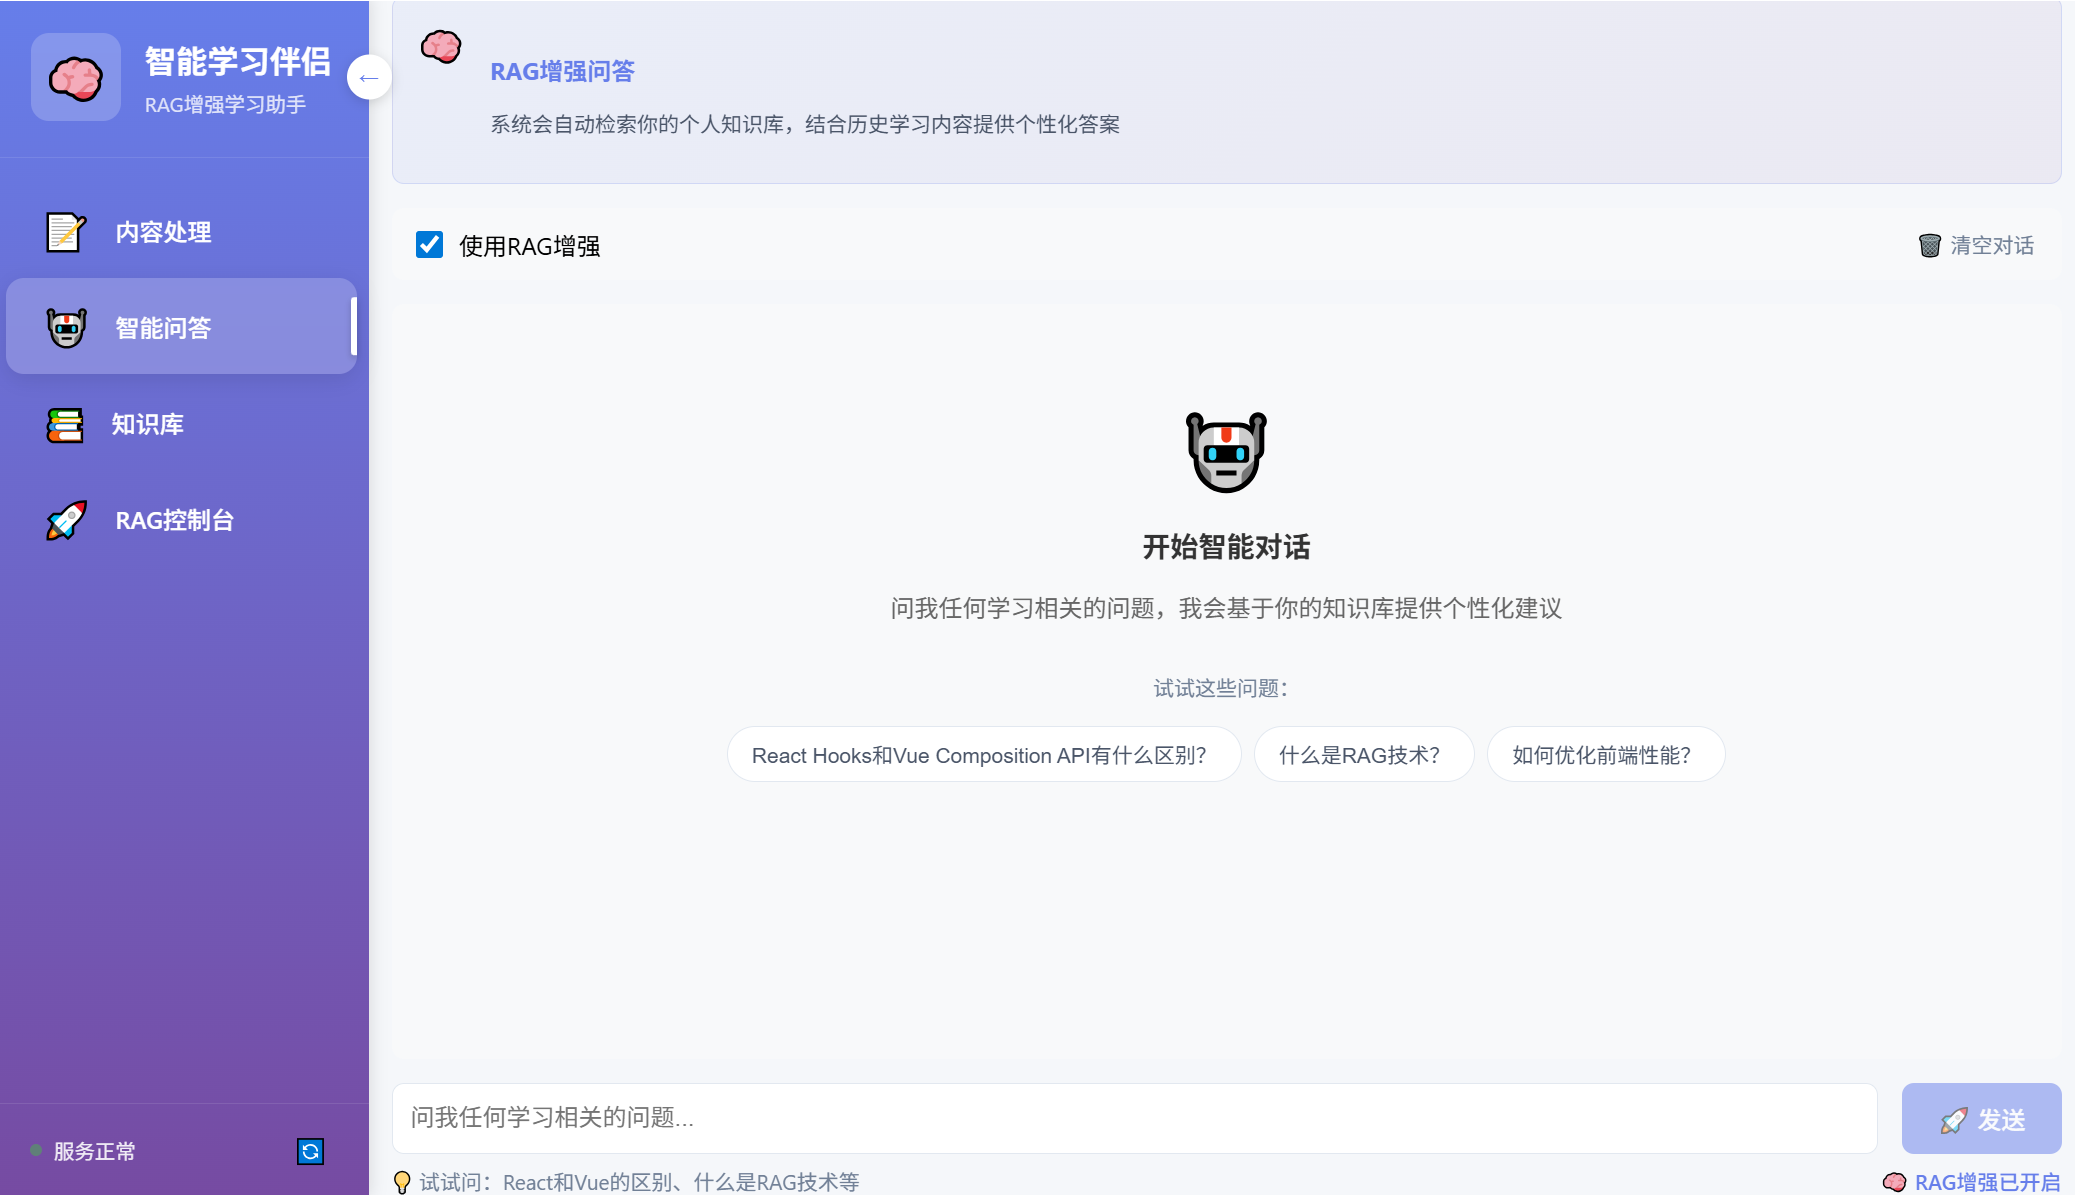 智能学习伴侣
RAG增强学习助手
←
内容处理
智能问答
知识库
RAG控制台
服务正常
RAG增强问答
系统会自动检索你的个人知识库，结合历史学习内容提供个性化答案
使用RAG增强
清空对话
开始智能对话
问我任何学习相关的问题，我会基于你的知识库提供个性化建议
试试这些问题：
React Hooks和Vue Composition API有什么区别？
什么是RAG技术？
如何优化前端性能？
问我任何学习相关的问题...
发送
试试问：React和Vue的区别、什么是RAG技术等
RAG增强已开启